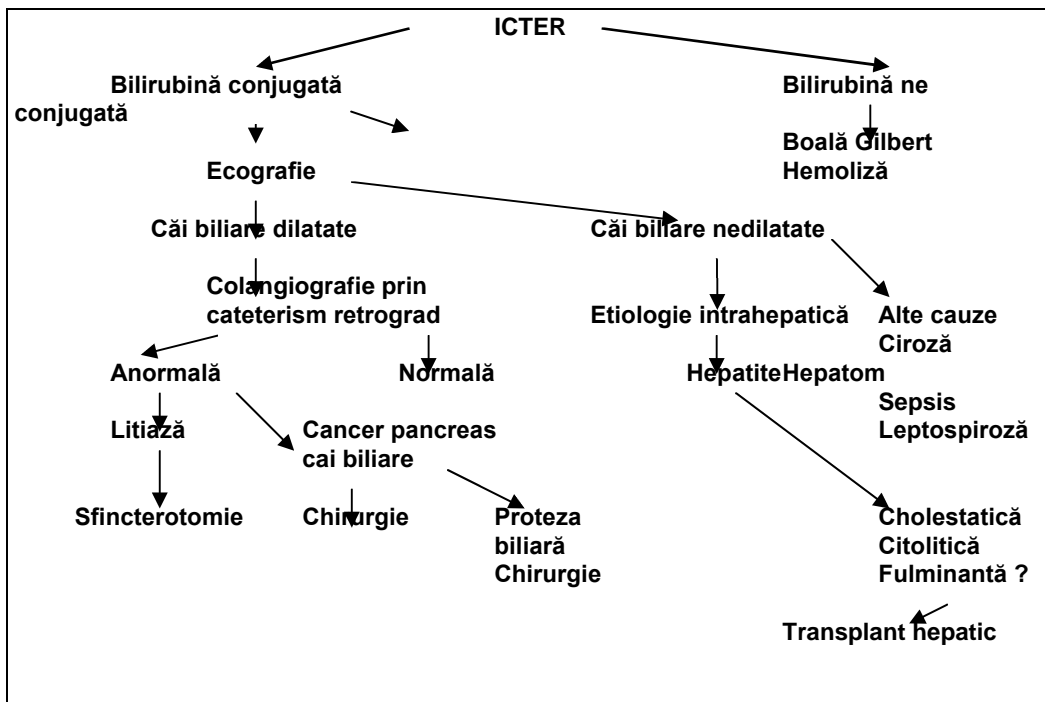 ICTER
Bilirubină conjugată Bilirubină ne
conjugată
Boală Gilbert
Ecografie Hemoliză
Căi biliare dilatate Căi biliare nedilatate
Colangiografie prin
cateterism retrograd Etiologie intrahepatică Alte cauze
Ciroză
Anormală Normală Hepatite Hepatom
Sepsis
Litiază Cancer pancreas Leptospiroză
cai biliare
Sfincterotomie Chirurgie Proteza Cholestatică
biliară Citolitică
Chirurgie Fulminantă ?
Transplant hepatic